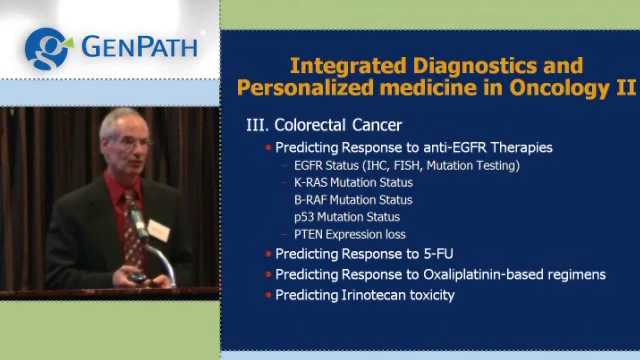 GENPATH
Integrated Diagnostics and
Personalized medicine in Oncology II
III. Colorectal Cancer
• Predicting Response to anti-EGFR Therapies
– EGFR Status (IHC, FISH, Mutation Testing)
– K-RAS Mutation Status
B-RAF Mutation Status
p53 Mutation Status
– PTEN Expression loss
• Predicting Response to 5-FU
• Predicting Response to Oxaliplatinin-based regimens
• Predicting Irinotecan toxicity